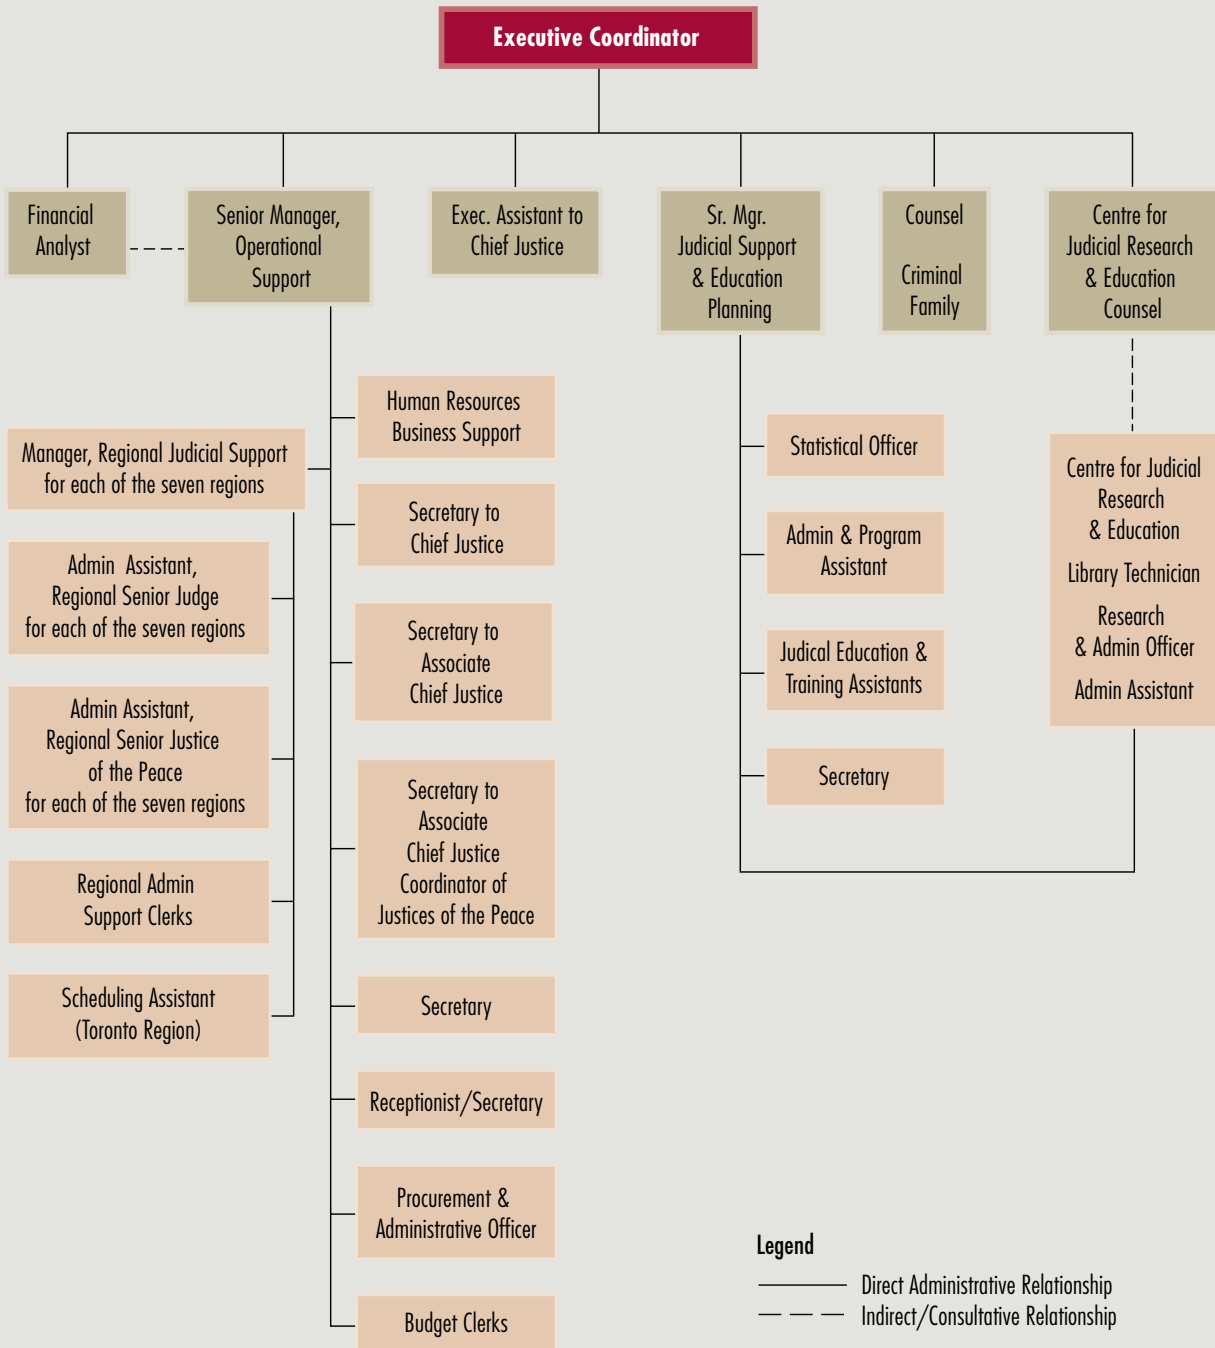 Executive Coordinator
Financial
Analyst
Senior Manager,
Operational
Support
Exec. Assistant to
Chief Justice
Sr. Mgr.
Judicial Support
& Education
Planning
Counsel
Criminal
Family
Centre for
Judicial Research
& Education
Counsel
Manager, Regional Judicial Support
for each of the seven regions
Admin Assistant,
Regional Senior Judge
for each of the seven regions
Admin Assistant,
Regional Senior Justice
of the Peace
for each of the seven regions
Regional Admin
Support Clerks
Scheduling Assistant
(Toronto Region)
Human Resources
Business Support
Secretary to
Chief Justice
Secretary to
Associate
Chief Justice
Secretary to
Associate
Chief Justice
Coordinator of
Justices of the Peace
Secretary
Receptionist/Secretary
Procurement &
Administrative Officer
Budget Clerks
Statistical Officer
Admin & Program
Assistant
Judical Education &
Training Assistants
Secretary
Centre for Judicial
Research
& Education
Library Technician
Research
& Admin Officer
Admin Assistant
Legend
Direct Administrative Relationship
Indirect/Consultative Relationship